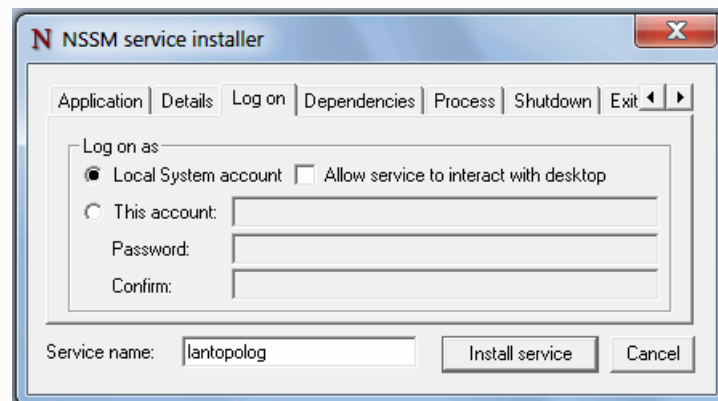 N NSSM service installer
Application Details Log on Dependencies Process Shutdown Exit
Log on as
Local System account Allow service to interact with desktop
This account:
Password:
Confirm:
Service name: lantopolog Install service Cancel